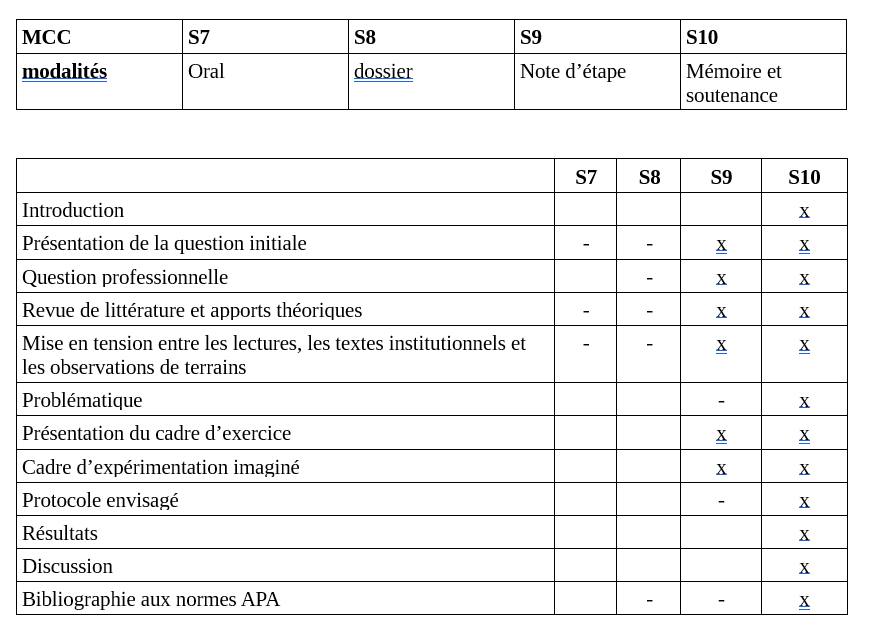 MCC S7 S8 S9 S10
modalités Oral dossier Note d’étape Mémoire et
soutenance
S7 S8 S9 S10
Introduction x
Présentation de la question initiale - - x x
Question professionnelle - x x
Revue de littérature et apports théoriques - - x x
Mise en tension entre les lectures, les textes institutionnels et - - x x
les observations de terrains
Problématique - x
Présentation du cadre d’exercice x x
Cadre d’expérimentation imaginé x x
Protocole envisagé - x
Résultats x
Discussion x
Bibliographie aux normes APA - - x